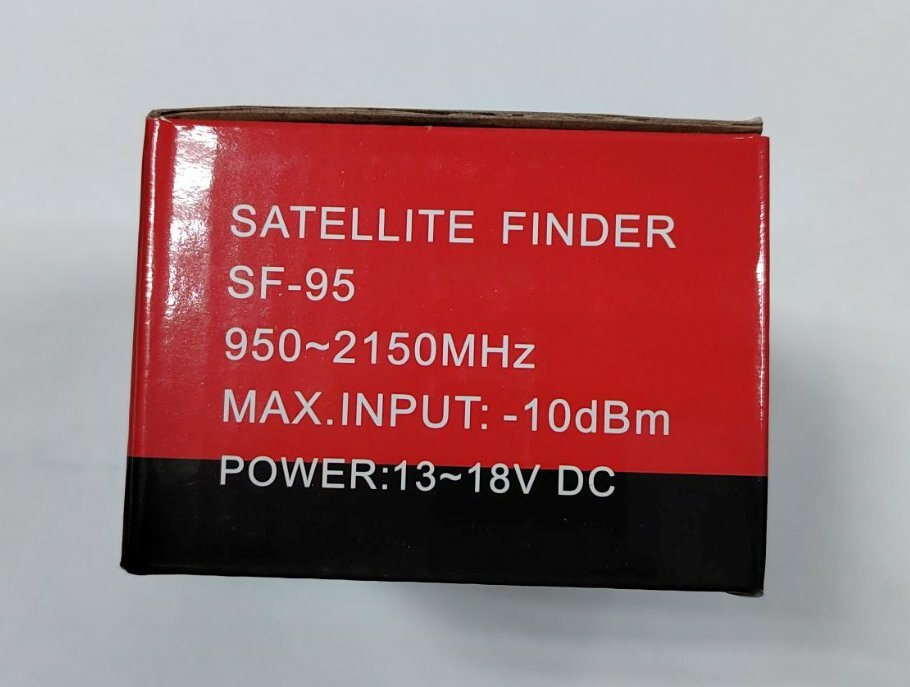 SATELLITE FINDER
SF-95
950~2150MHz
MAX.INPUT: -10dBm
POWER:13~18V DC